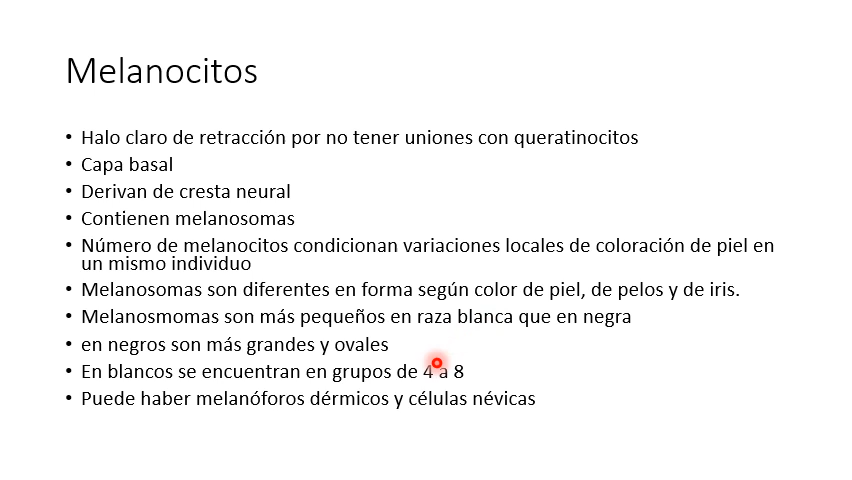 Melanocitos
• Halo claro de retracción por no tener uniones con queratinocitos
• Capa basal
• Derivan de cresta neural
• Contienen melanosomas
• Número de melanocitos condicionan variaciones locales de coloración de piel en
un mismo individuo
• Melanosomas son diferentes en forma según color de piel, de pelos y de iris.
• Melanosmomas son más pequeños en raza blanca que en negra
• en negros son más grandes y ovales
• En blancos se encuentran en grupos de 4 a 8
• Puede haber melanóforos dérmicos y células névicas